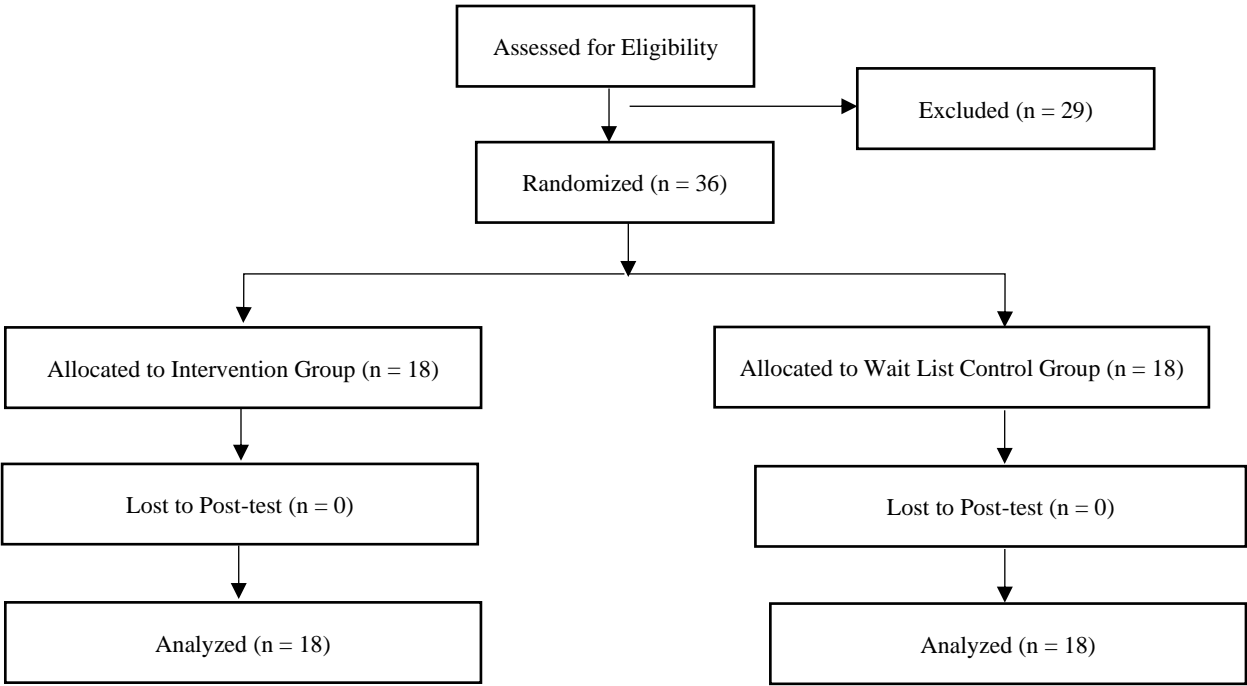 Assessed for Eligibility
Excluded (n = 29)
Randomized (n = 36)
Allocated to Intervention Group (n = 18)
Allocated to Wait List Control Group (n = 18)
Lost to Post-test (n = 0)
Lost to Post-test (n = 0)
Analyzed (n = 18)
Analyzed (n = 18)